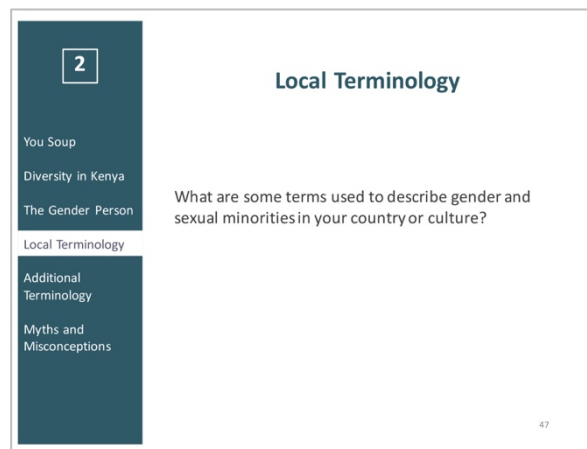 2
You Soup
Diversity in Kenya
The Gender Person
Local Terminology
Additional
Terminology
Myths and
Misconceptions
Local Terminology
What are some terms used to describe gender and
sexual minorities in your country or culture?
47